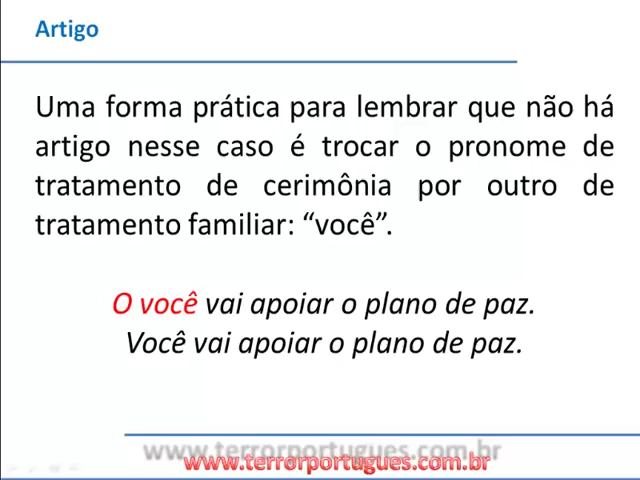 Artigo
Uma forma prática para lembrar que não há
artigo nesse caso é trocar o pronome de
tratamento de cerimônia por outro de
tratamento familiar: “você”.
O você vai apoiar o plano de paz.
Você vai apoiar o plano de paz.
www.terrorportugues.com.br
www.terrorportugues.com.br